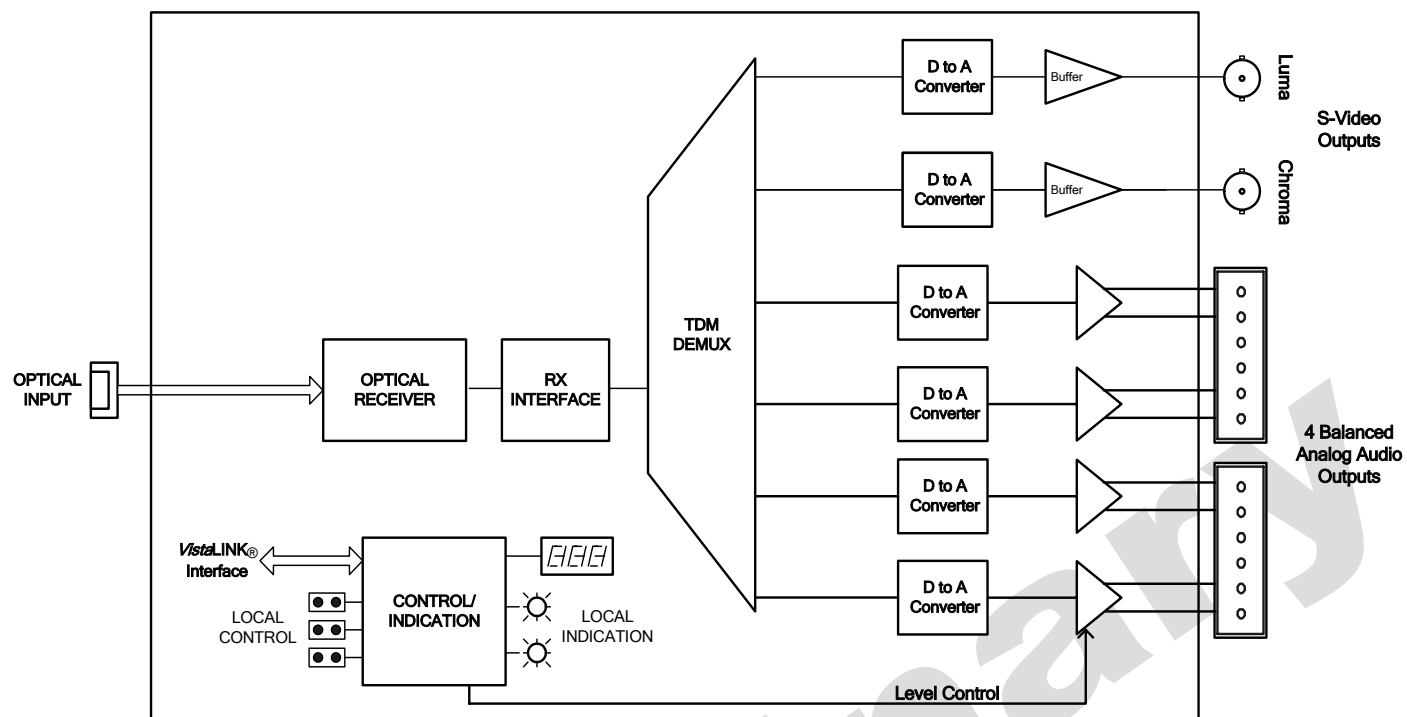 D to A
Converter
Buffer
Luma
S-Video
Outputs
D to A
Converter
Buffer
Chroma
D to A
Converter
TDM
DEMUX
OPTICAL
INPUT
OPTICAL
RECEIVER
RX
INTERFACE
D to A
Converter
4 Balanced
Analog Audio
Outputs
D to A
Converter
VistaLINK®
Interface
CONTROL/
INDICATION
LOCAL
CONTROL
LOCAL
INDICATION
D to A
Converter
Level Control